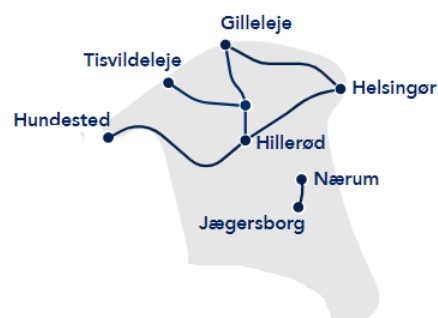 Gilleleje
Tisvildeleje
Helsingør
Hundested
Hillerød
Nærum
Jægersborg